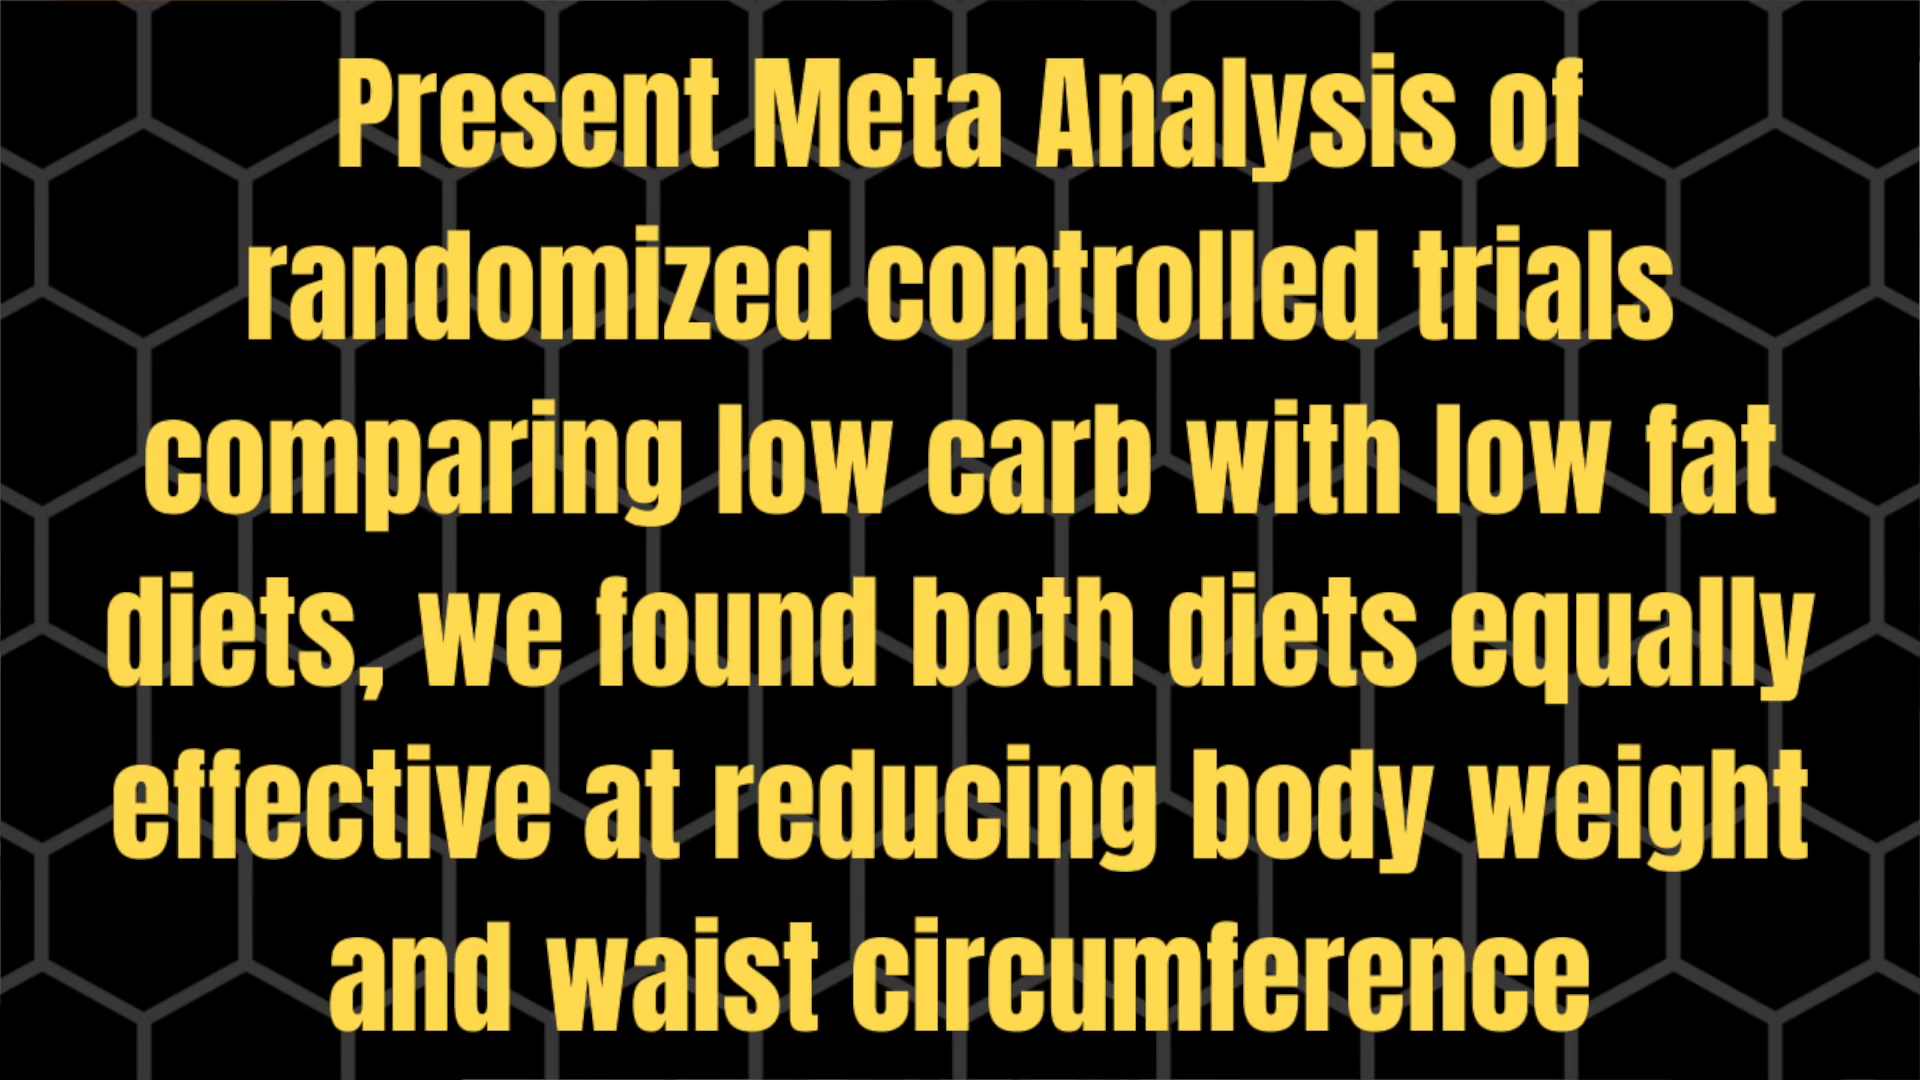 Present Meta Analysis of
randomized controlled trials
comparing low carb with low fat
diets, we found both diets equally
effective at reducing body weight
and waist circumference